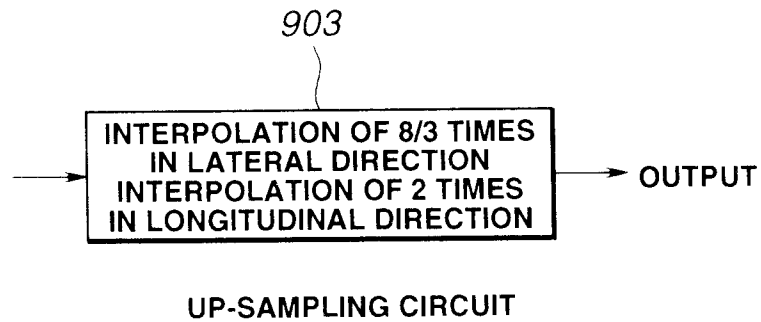 903
INTERPOLATION OF 8/3 TIMES
IN LATERAL DIRECTION
INTERPOLATION OF 2 TIMES
IN LONGITUDINAL DIRECTION
OUTPUT
UP-SAMPLING CIRCUIT